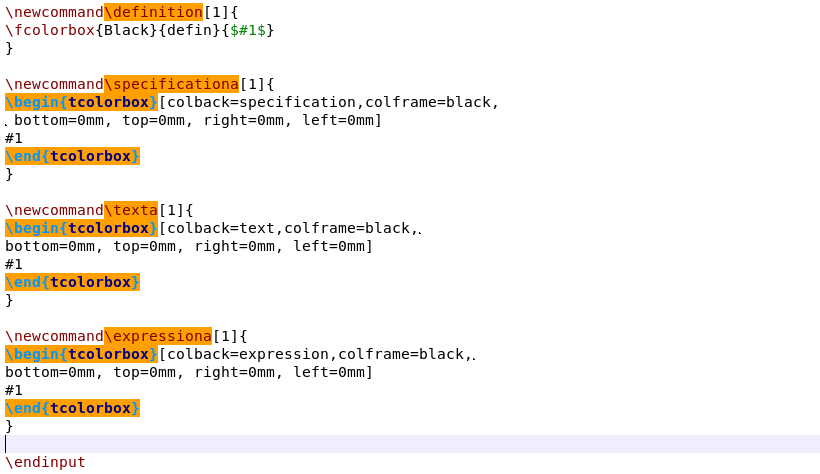 \newcommand\definition[1]{
\fcolorbox{Black}{defin}{$#1$}
}
\newcommand\specificationa[1]{
\begin{tcolorbox}[colback=specification,colframe=black,
bottom=0mm, top=0mm, right=0mm, left=0mm]
#1
\end{tcolorbox}
}
\newcommand\texta[1]{
\begin{tcolorbox}[colback=text,colframe=black,
bottom=0mm, top=0mm, right=0mm, left=0mm]
#1
\end{tcolorbox}
}
\newcommand\expressiona[1]{
\begin{tcolorbox}[colback=expression,colframe=black,
bottom=0mm, top=0mm, right=0mm, left=0mm]
#1
\end{tcolorbox}
}
\endinput